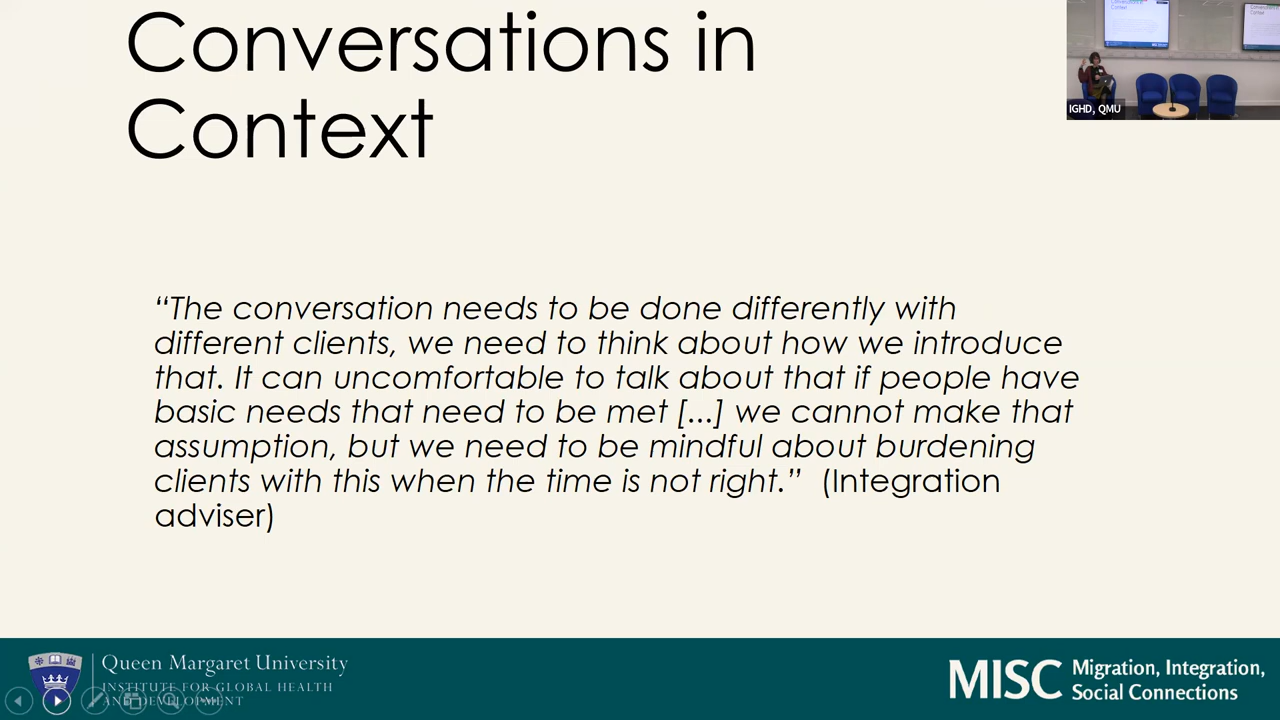 Conversations in
Context
IGHD, QMU
“The conversation needs to be done differently with
different clients, we need to think about how we introduce
that. It can uncomfortable to talk about that if people have
basic needs that need to be met [...] we cannot make that
assumption, but we need to be mindful about burdening
clients with this when the time is not right.” (Integration
adviser)
Queen Margaret University
INSTITUTE FOR GLOBAL HEALTH
AND DEVELOPMENT
MISC Migration, Integration,
Social Connections